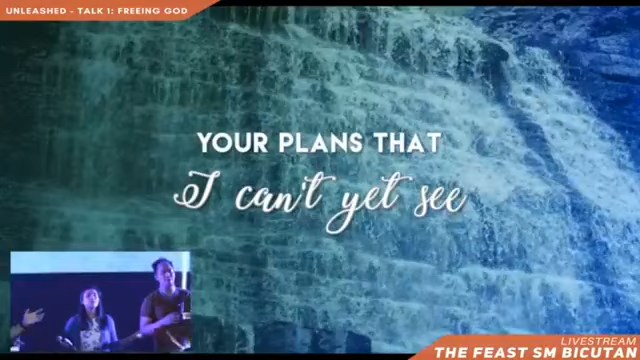 UNLEASHED - TALK 1: FREEING GOD
YOUR PLANS THAT
I can't yet see
LIVESTREAM
THE FEAST SM BICUTAN